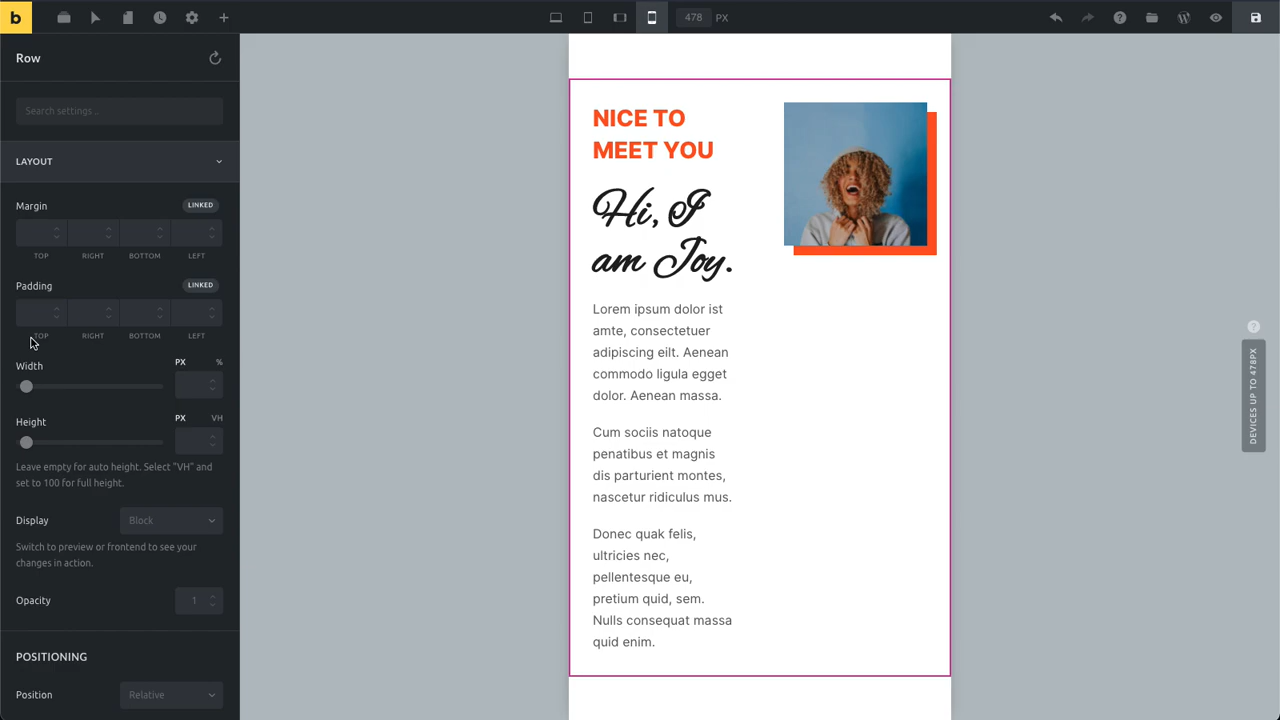 b
478 PX
Row
Search settings ..
LAYOUT
Margin LINKED
TOP RIGHT BOTTOM LEFT
Padding LINKED
TOP RIGHT BOTTOM LEFT
Width PX %
Height PX VH
Leave empty for auto height. Select "VH" and
set to 100 for full height.
Display Block
Switch to preview or frontend to see your
changes in action.
Opacity 1
POSITIONING
Position Relative
NICE TO
MEET YOU
Hi, I
am Joy.
Lorem ipsum dolor ist
amte, consectetuer
adipiscing eilt. Aenean
commodo ligula egget
dolor. Aenean massa.
Cum sociis natoque
penatibus et magnis
dis parturient montes,
nascetur ridiculus mus.
Donec quak felis,
ultricies nec,
pellentesque eu,
pretium quid, sem.
Nulls consequat massa
quid enim.
?
DEVICES UP TO 478PX